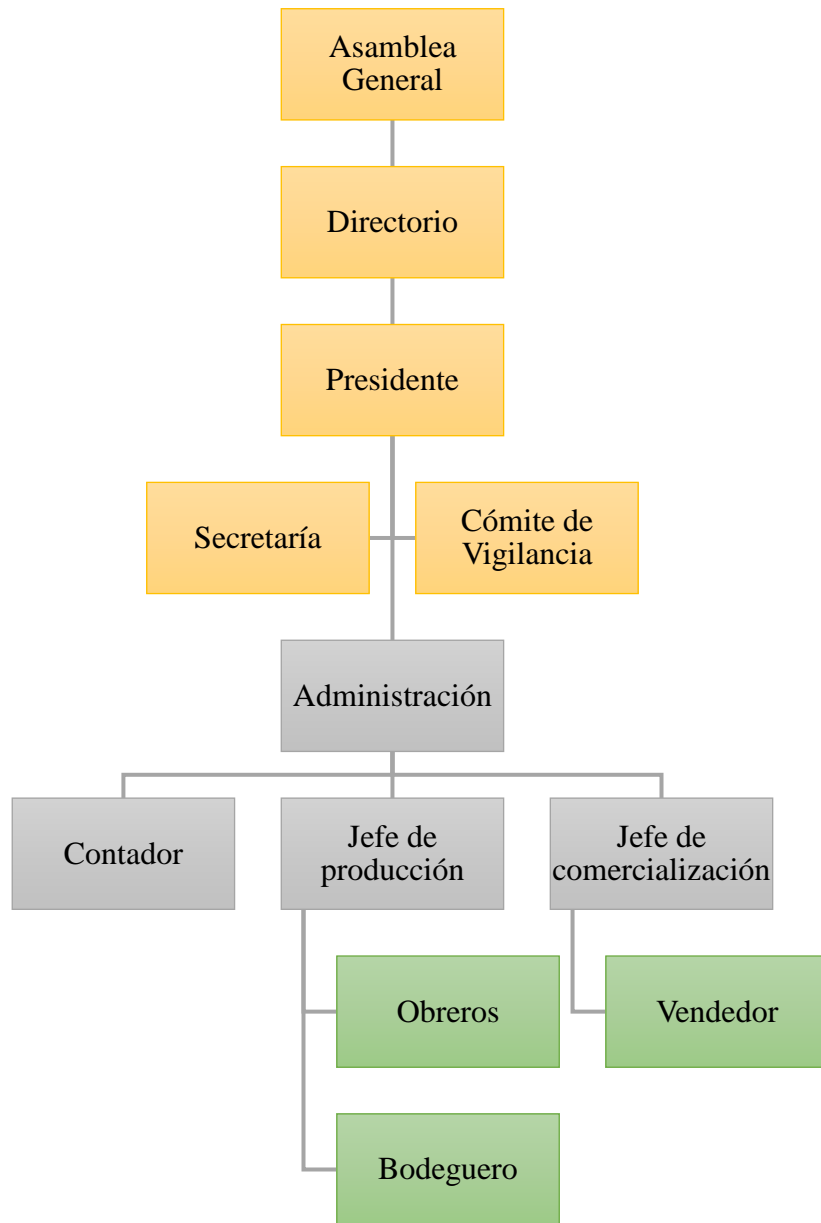 Asamblea
General
Directorio
Presidente
Secretaría
Cómite de
Vigilancia
Administración
Contador
Jefe de
producción
Jefe de
comercialización
Obreros
Vendedor
Bodeguero